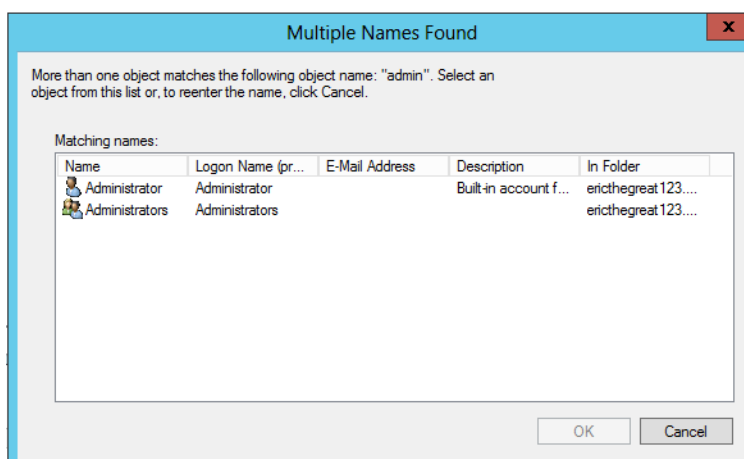 Multiple Names Found
x
More than one object matches the following object name: "admin". Select an
object from this list or, to reenter the name, click Cancel.
Matching names:
Name Logon Name (pr... E-Mail Address Description In Folder
Administrator Administrator Built-in account f... ericthegreat123....
Administrators Administrators ericthegreat123....
OK Cancel